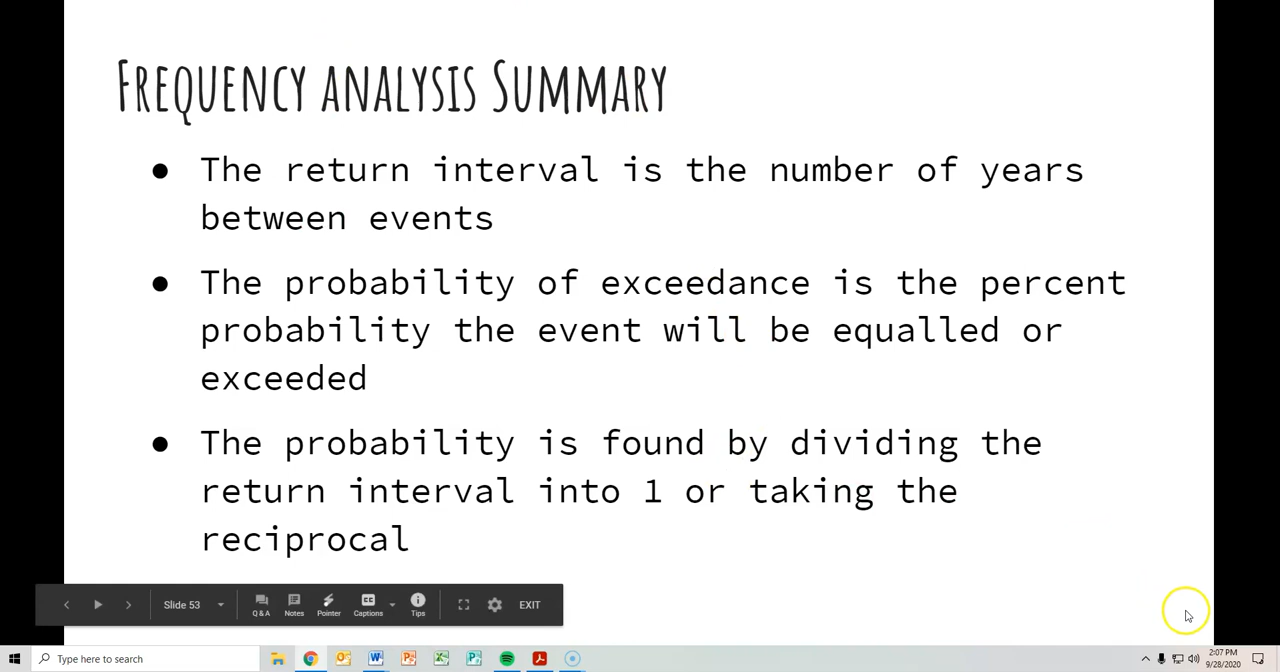 Frequency analysis Summary
● The return interval is the number of years
between events
● The probability of exceedance is the percent
probability the event will be equalled or
exceeded
● The probability is found by dividing the
return interval into 1 or taking the
reciprocal
Slide 53
Q & A
Notes
Pointer
Captions
Tips
EXIT
Type here to search
2:07 PM
9/28/2020